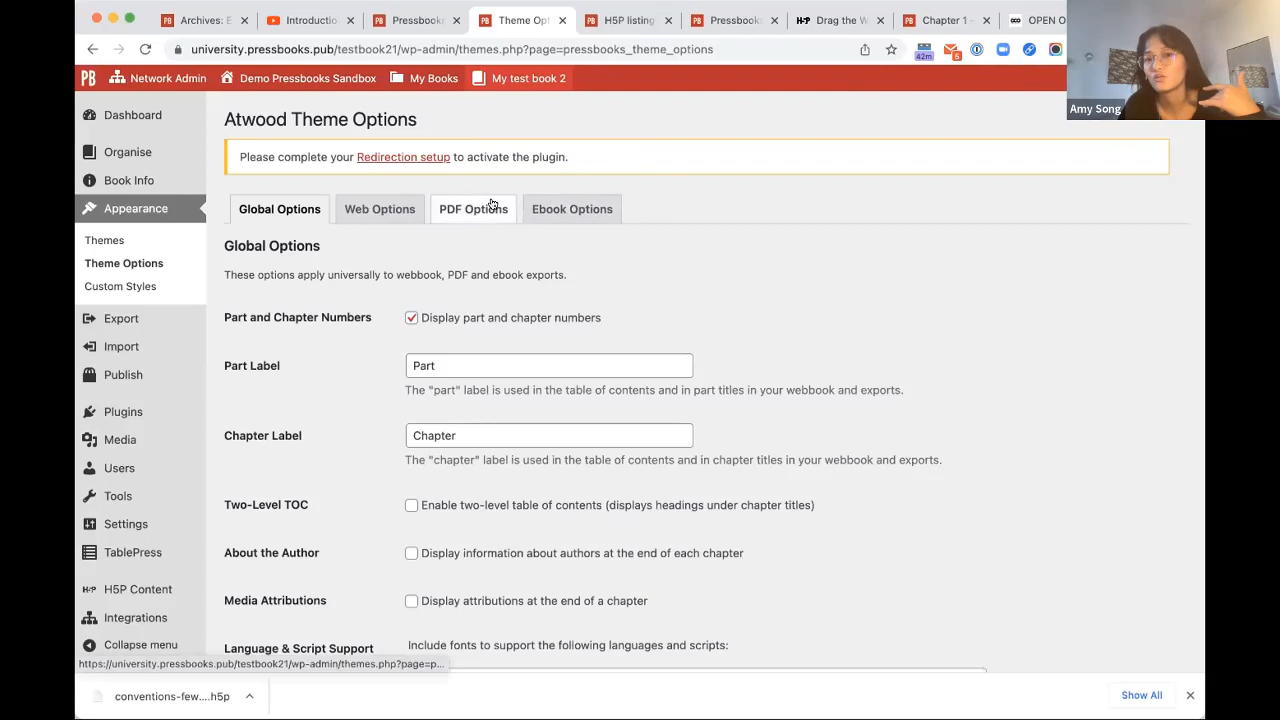 Archives: E
Introductio
Pressbook
Theme Opt
H5P listing
Pressbook
H-P Drag the W
Chapter 1 –
OPEN O
university.pressbooks.pub/testbook21/wp-admin/themes.php?page=pressbooks_theme_options
42m
5
PB Network Admin Demo Pressbooks Sandbox My Books My test book 2
Amy Song
Dashboard
Organise
Book Info
Appearance
Themes
Theme Options
Custom Styles
Export
Import
Publish
Plugins
Media
Users
Tools
Settings
TablePress
H-P H5P Content
Integrations
Collapse menu
Atwood Theme Options
Please complete your Redirection setup to activate the plugin.
Global Options Web Options PDF Options Ebook Options
Global Options
These options apply universally to webbook, PDF and ebook exports.
Part and Chapter Numbers Display part and chapter numbers
Part Label Part
The "part" label is used in the table of contents and in part titles in your webbook and exports.
Chapter Label Chapter
The "chapter" label is used in the table of contents and in chapter titles in your webbook and exports.
Two-Level TOC Enable two-level table of contents (displays headings under chapter titles)
About the Author Display information about authors at the end of each chapter
Media Attributions Display attributions at the end of a chapter
Language & Script Support Include fonts to support the following languages and scripts:
https://university.pressbooks.pub/testbook21/wp-admin/themes.php?page=p...
conventions-few....h5p
Show All